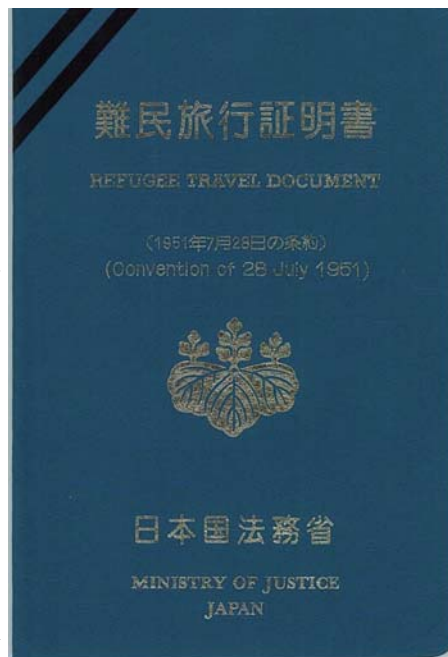 難民旅行証明書
REFUGEE TRAVEL DOCUMENT
(1951年7月28日の条約)
(Convention of 28 July 1951)
日本国法務省
MINISTRY OF JUSTICE
JAPAN